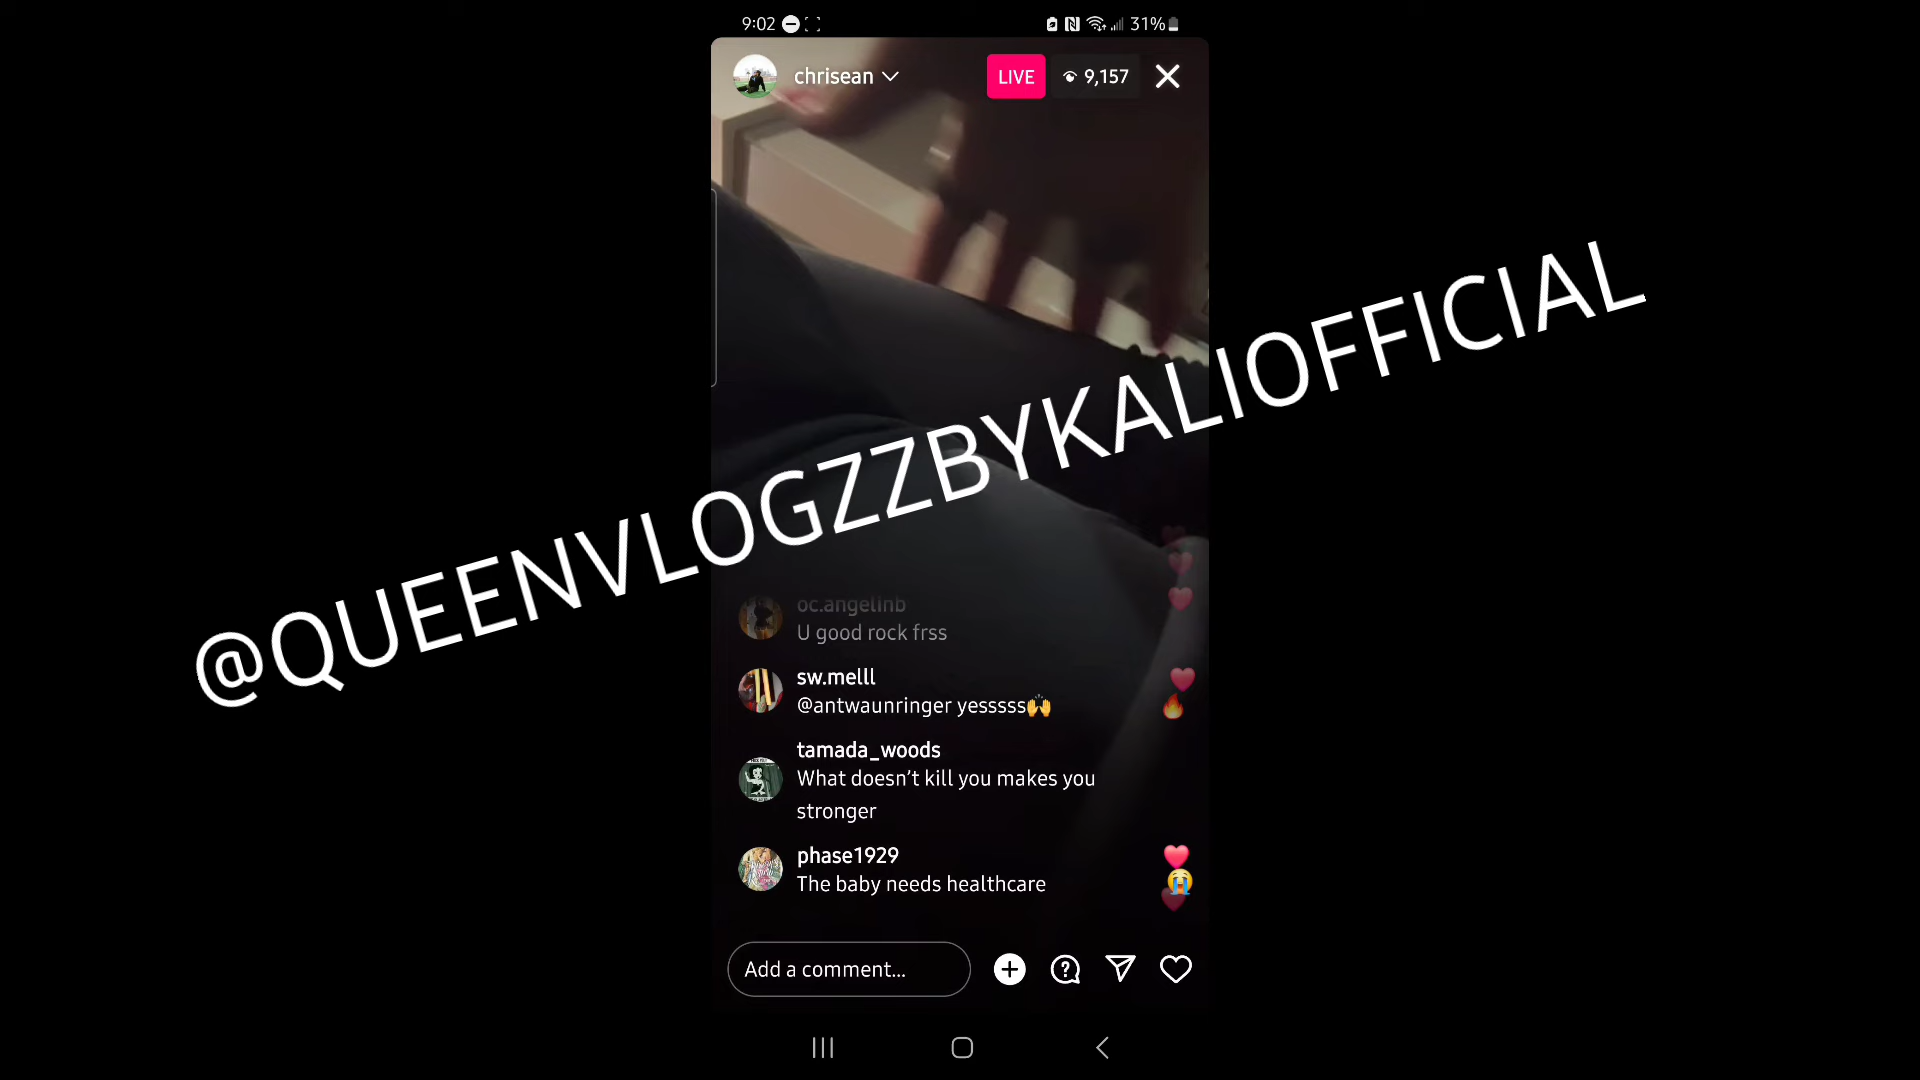 9:02
31%
chrisean
LIVE
9,157
@QUEENVLOGZZBYKALIOFFICIAL
oc.angelinb
U good rock frss
sw.melll
@antwaunringer yesssss🙌
tamada_woods
What doesn't kill you makes you
stronger
phase1929
The baby needs healthcare
Add a comment...